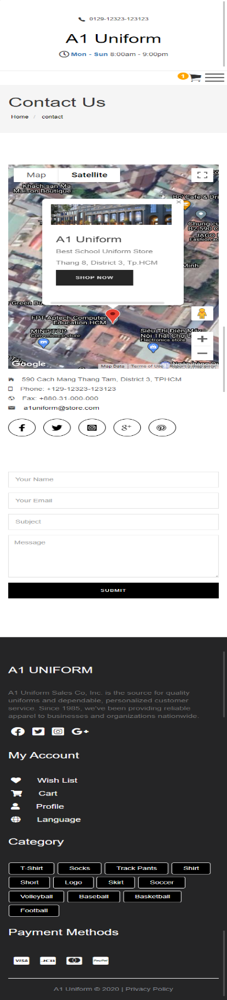 0129-12323-123123
A1 Uniform
Mon - Sun 8:00am - 9:00pm
1
Contact Us
Home / contact
Map Satellite
Khách sạn Ma
Maison Boutique
Bo' Cafe & Dri
Chung cư
B2 590 C
JAGO F
Fashion ac
Minh
A1 Uniform
Best School Uniform Store
Thang 8, District 3, Tp.HCM
SHOP NOW
Green Bu
FPT-Aptech Computer
Education HCM
MINISTOP
Convenience store
Siêu Thị Điện Máy
Nội Thất Chợ L
Electronics store
Google
Map Data Terms of Use Report a map error
590 Cach Mang Thang Tam, District 3, TPHCM
Phone: +129-12323-123123
Fax: +880-31-000-000
a1uniform@store.com
Your Name
Your Email
Subject
Message
SUBMIT
A1 UNIFORM
A1 Uniform Sales Co, Inc. is the source for quality
uniforms and dependable, personalized customer
service. Since 1985, we've been providing reliable
apparel to businesses and organizations nationwide.
My Account
Wish List
Cart
Profile
Language
Category
T-Shirt Socks Track Pants Shirt
Short Logo Skirt Soccer
Volleyball Baseball Basketball
Football
Payment Methods
VISA JCB PayPal
A1 Uniform © 2020 | Privacy Policy